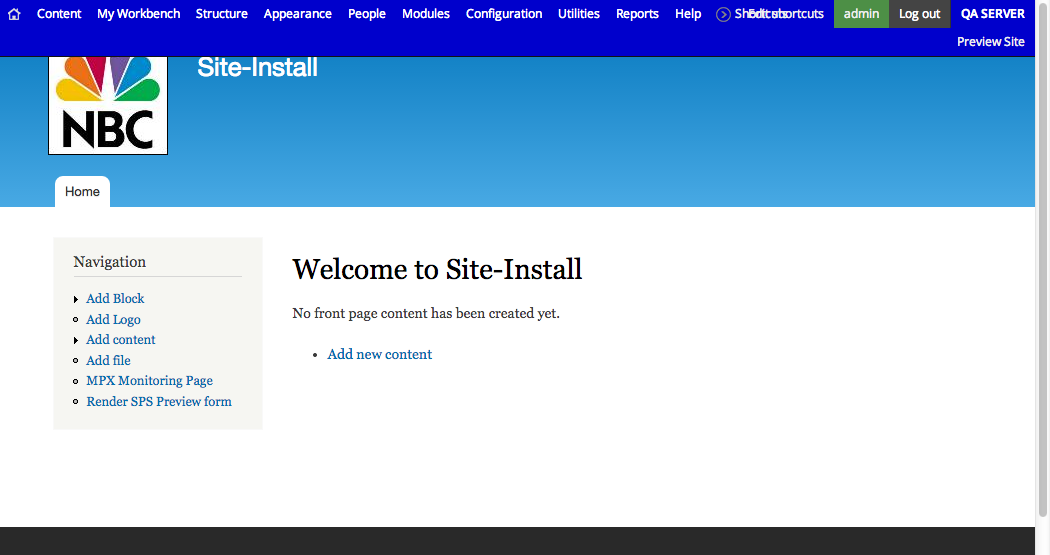 Content My Workbench Structure Appearance People Modules Configuration Utilities Reports Help Shortcuts Edit shortcuts admin Log out QA SERVER
Preview Site
Site-Install
NBC
Home
Navigation
Add Block
Add Logo
Add content
Add file
MPX Monitoring Page
Render SPS Preview form
Welcome to Site-Install
No front page content has been created yet.
Add new content